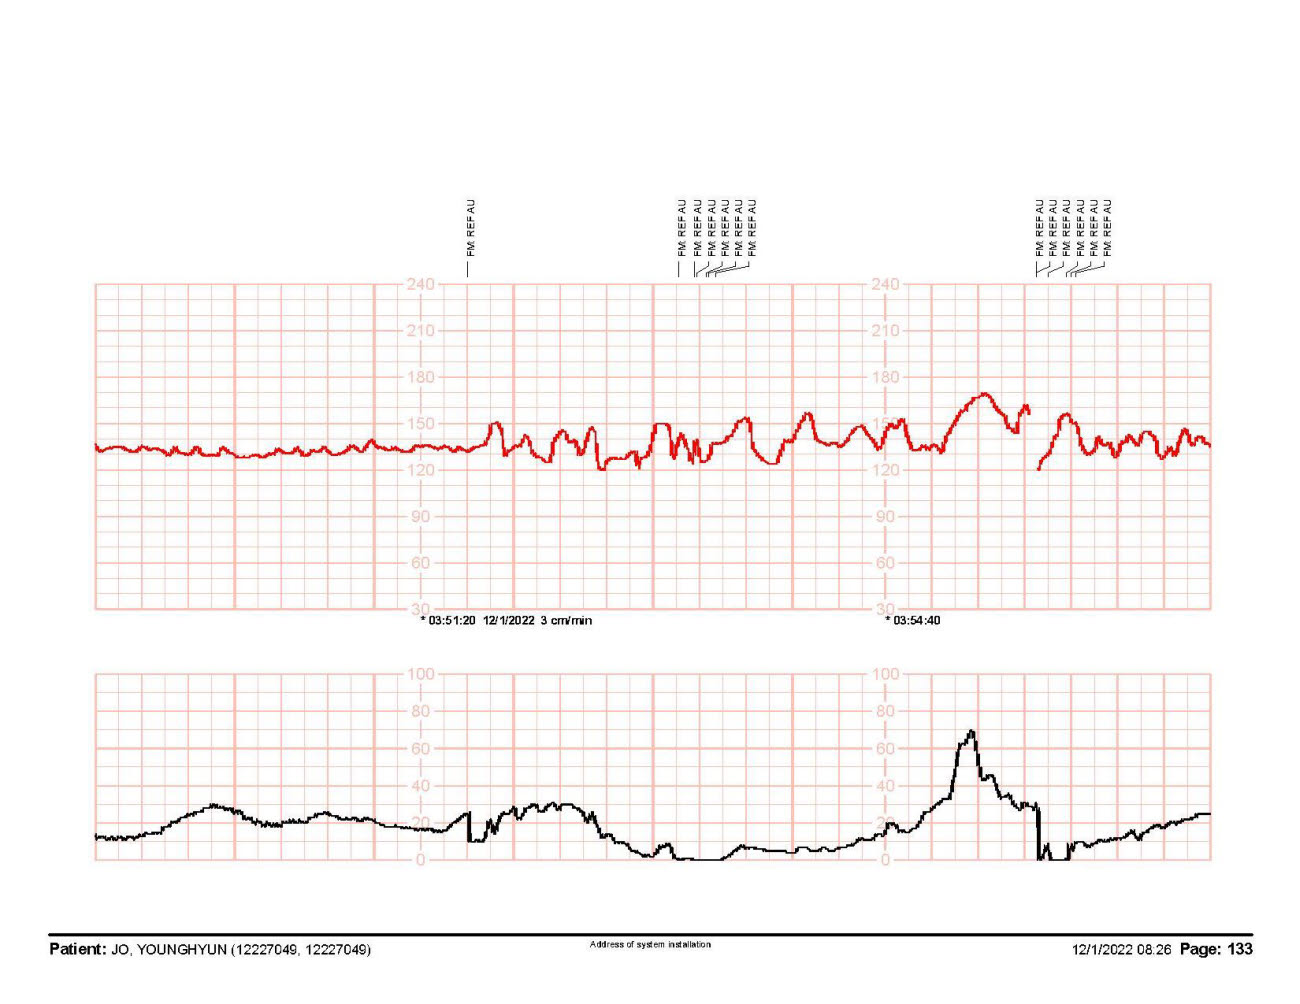 FM: REF AU
FM: REF AU
FM: REF AU
FM: REF AU
FM: REF AU
FM: REF AU
FM: REF AU
FM: REF AU
FM: REF AU
FM: REF AU
FM: REF AU
FM: REF AU
FM: REF AU
240 240
210 210
180 180
150 150
120 120
90 90
60 60
30 30
* 03:51:20 12/1/2022 3 cm/min * 03:54:40
100 100
80 80
60 60
40 40
20 20
0 0
Patient: JO, YOUNGHYUN (12227049, 12227049) Address of system installation 12/1/2022 08:26 Page: 133